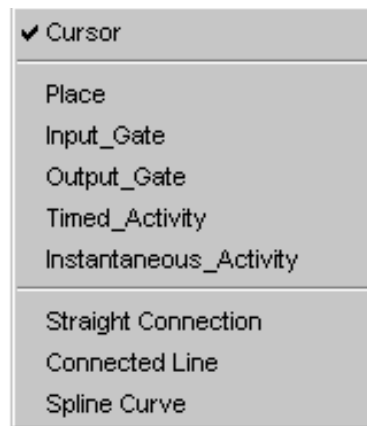 Cursor
Place
Input_Gate
Output_Gate
Timed_Activity
Instantaneous_Activity
Straight Connection
Connected Line
Spline Curve